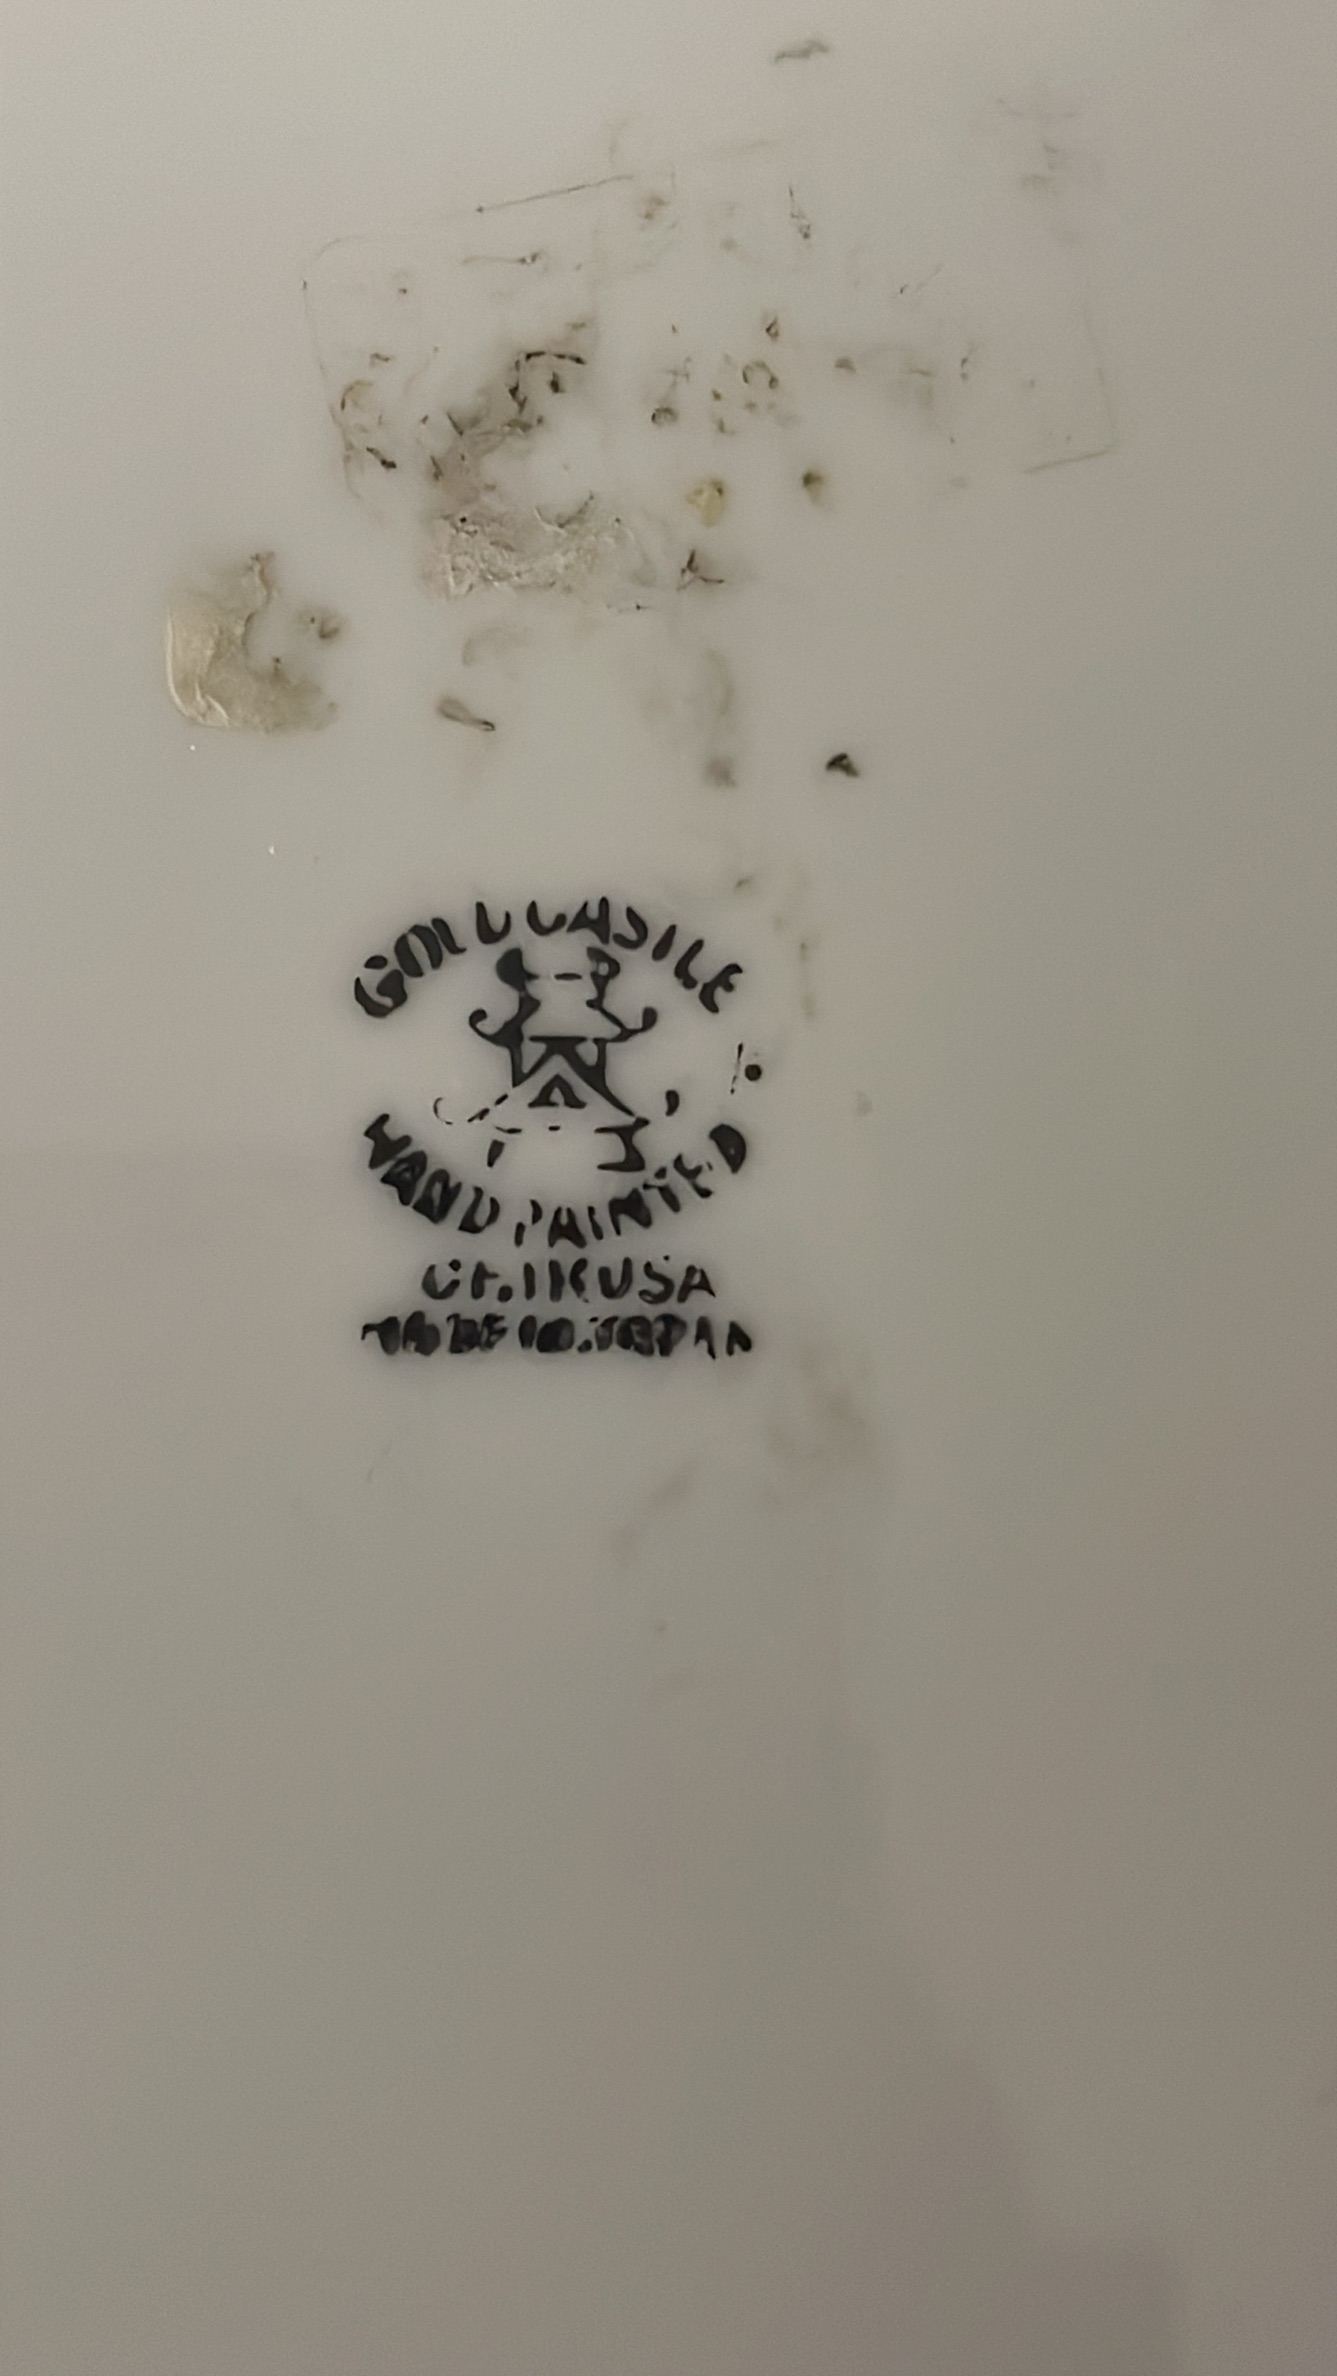 GOLD CASTLE
HAND PAINTED
CHIKUSA
MADE IN JAPAN